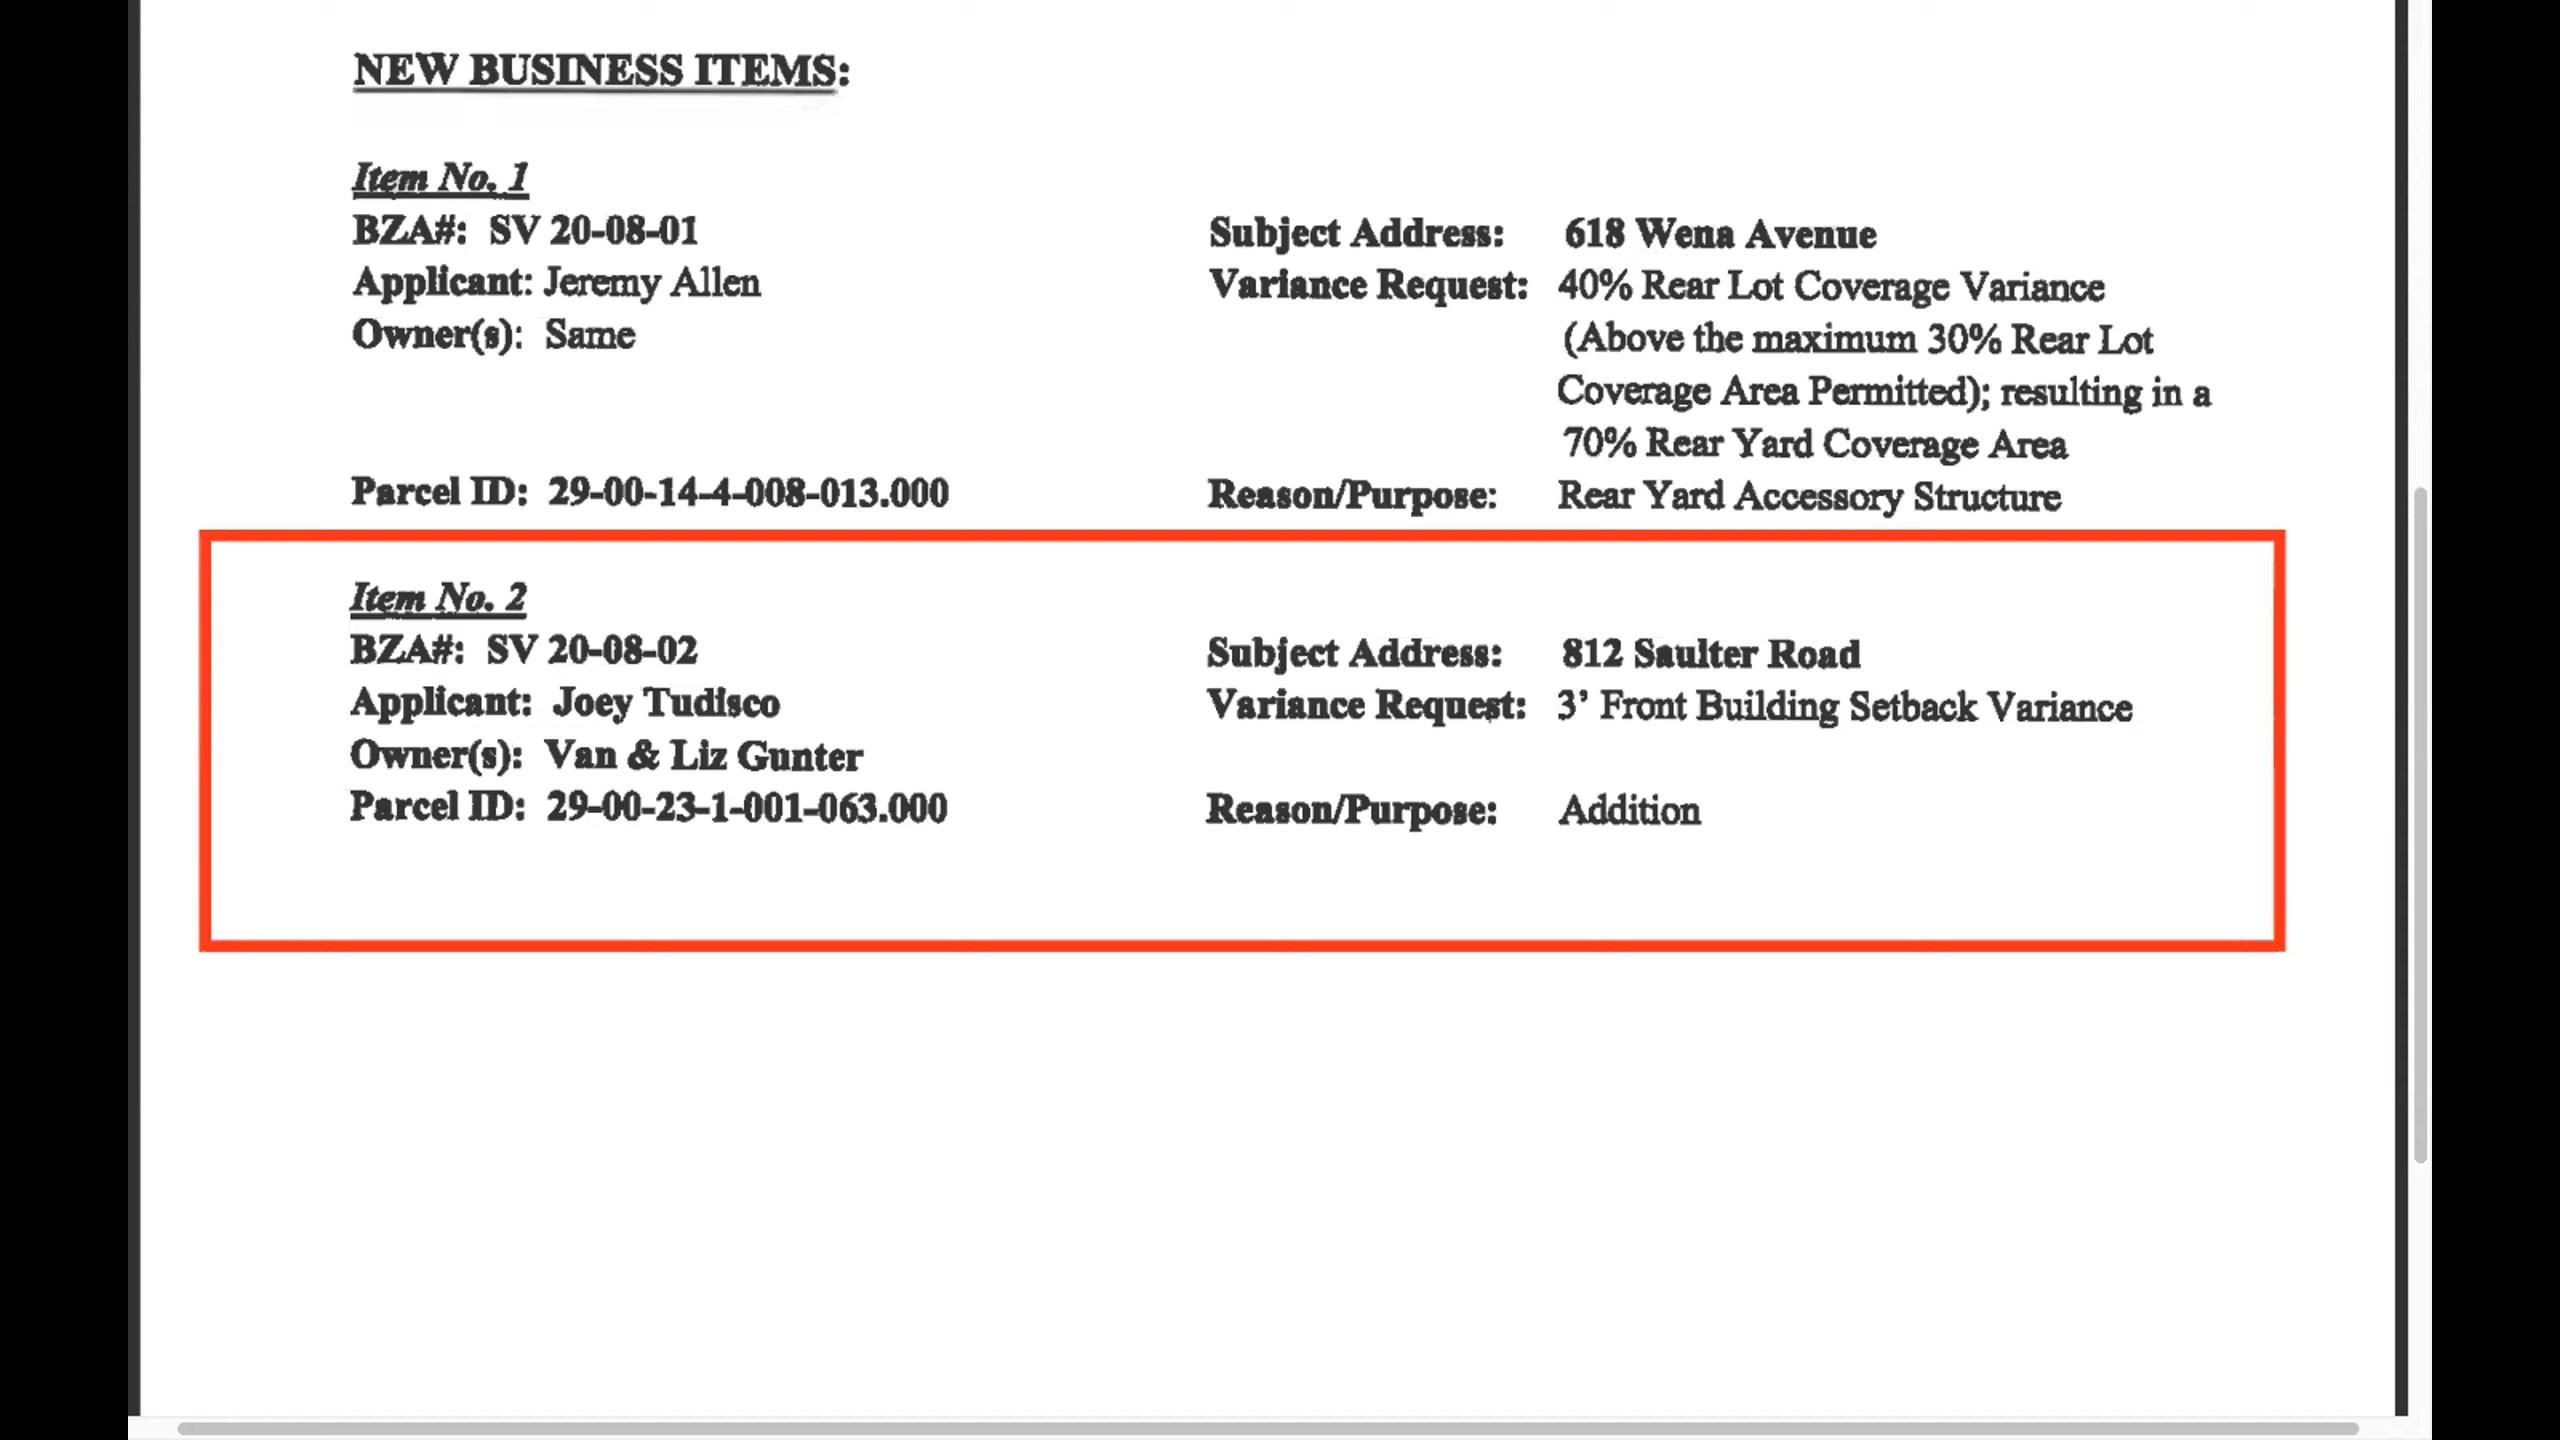 NEW BUSINESS ITEMS:
Item No. 1
BZA#: SV 20-08-01
Subject Address: 618 Wena Avenue
Applicant: Jeremy Allen
Variance Request: 40% Rear Lot Coverage Variance
Owner(s): Same
(Above the maximum 30% Rear Lot
Coverage Area Permitted); resulting in a
70% Rear Yard Coverage Area
Parcel ID: 29-00-14-4-008-013.000
Reason/Purpose: Rear Yard Accessory Structure
Item No. 2
BZA#: SV 20-08-02
Subject Address: 812 Saulter Road
Applicant: Joey Tudisco
Variance Request: 3' Front Building Setback Variance
Owner(s): Van & Liz Gunter
Parcel ID: 29-00-23-1-001-063.000
Reason/Purpose: Addition